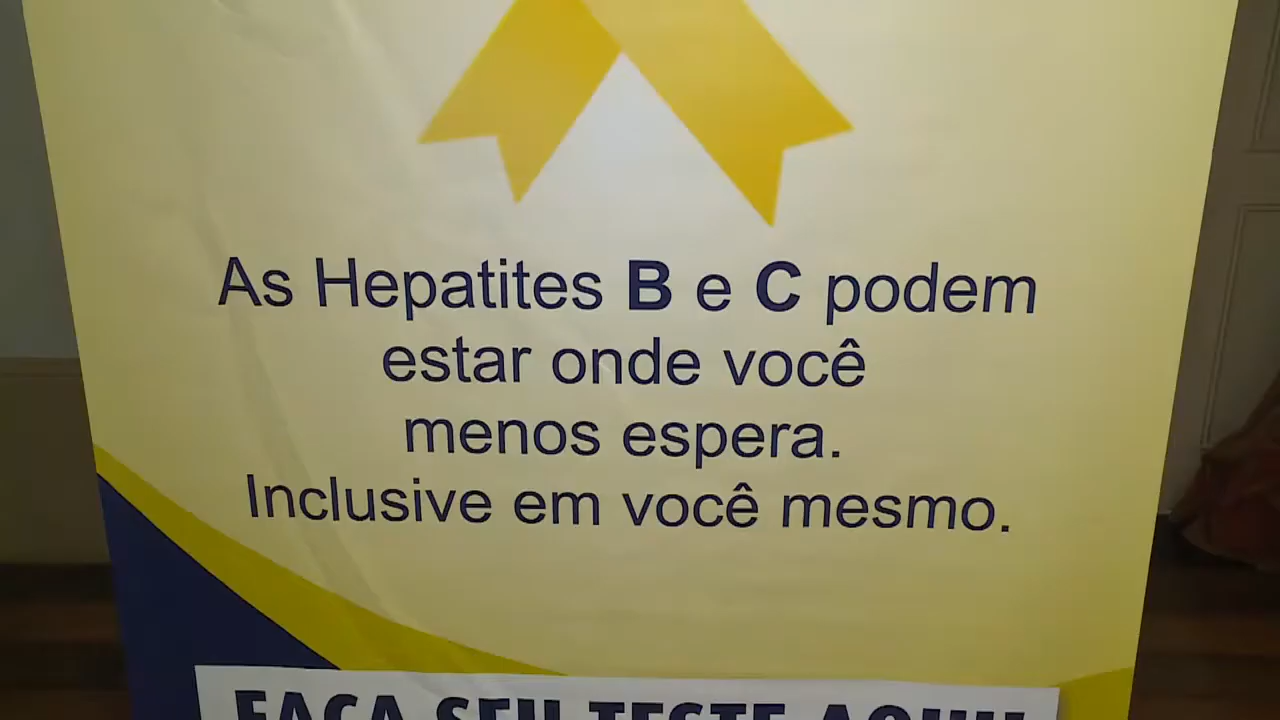 As Hepatites B e C podem
estar onde você
menos espera.
Inclusive em você mesmo.
FAÇA SEU TESTE AQUI!